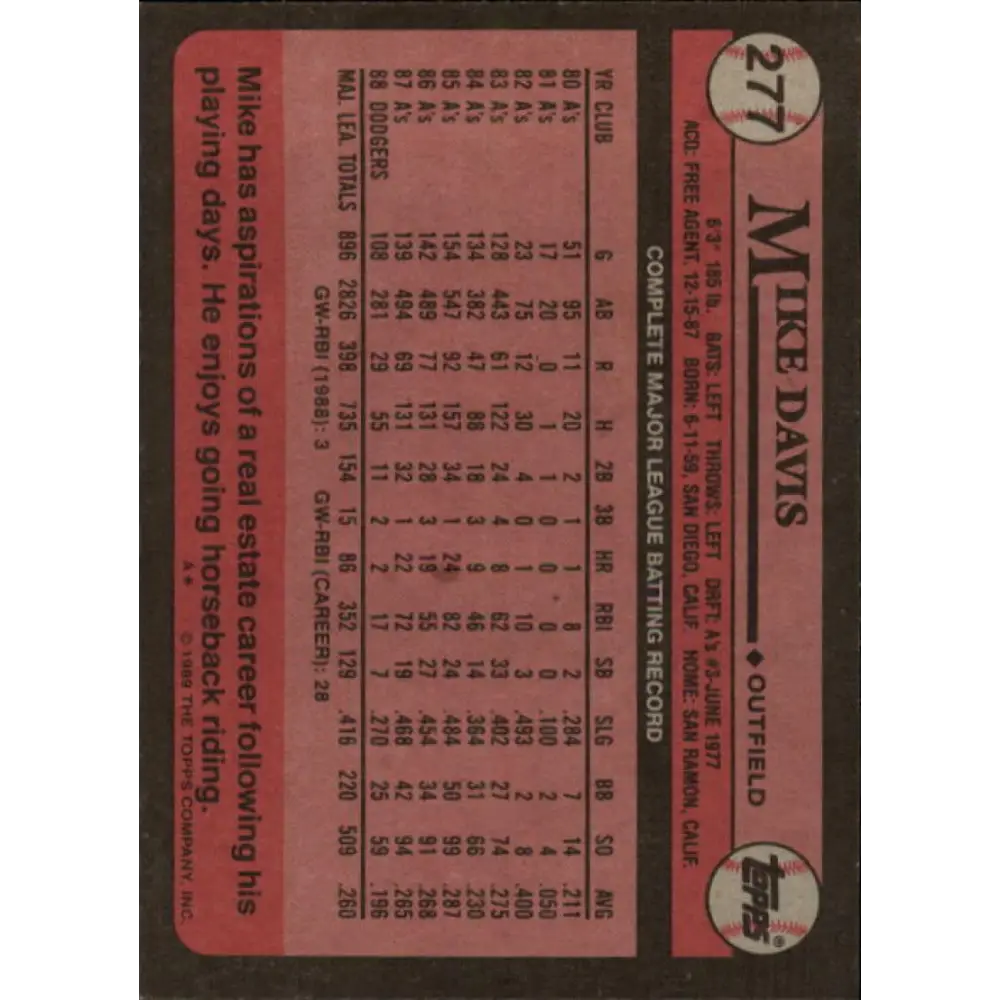 277
MIKE DAVIS ◆ OUTFIELD
topps®
6'3" 185 lb. BATS: LEFT THROWS: LEFT DRFT: A's #3-JUNE 1977
ACQ: FREE AGENT, 12-15-87 BORN: 6-11-59, SAN DIEGO, CALIF. HOME: SAN RAMON, CALIF.
COMPLETE MAJOR LEAGUE BATTING RECORD
YR CLUB G AB R H 2B 3B HR RBI SB SLG BB SO AVG
80 A's 51 95 11 20 2 1 1 8 2 .284 7 14 .211
81 A's 17 20 0 1 1 0 0 0 0 .100 2 4 .050
82 A's 23 75 12 30 4 0 1 10 3 .493 2 8 .400
83 A's 128 443 61 122 24 4 8 62 33 .402 27 74 .275
84 A's 134 382 47 88 18 3 9 46 14 .364 31 66 .230
85 A's 154 547 92 157 34 1 24 82 24 .484 50 99 .287
86 A's 142 489 77 131 28 3 19 55 27 .454 34 91 .268
87 A's 139 494 69 131 32 1 22 72 19 .468 42 94 .265
88 DODGERS 108 281 29 55 11 2 2 17 7 .270 25 59 .196
MAJ. LEA. TOTALS 896 2826 398 735 154 15 86 352 129 .416 220 509 .260
GW-RBI (1988): 3 GW-RBI (CAREER): 28
Mike has aspirations of a real estate career following his
playing days. He enjoys going horseback riding.
A* © 1989 THE TOPPS COMPANY, INC.